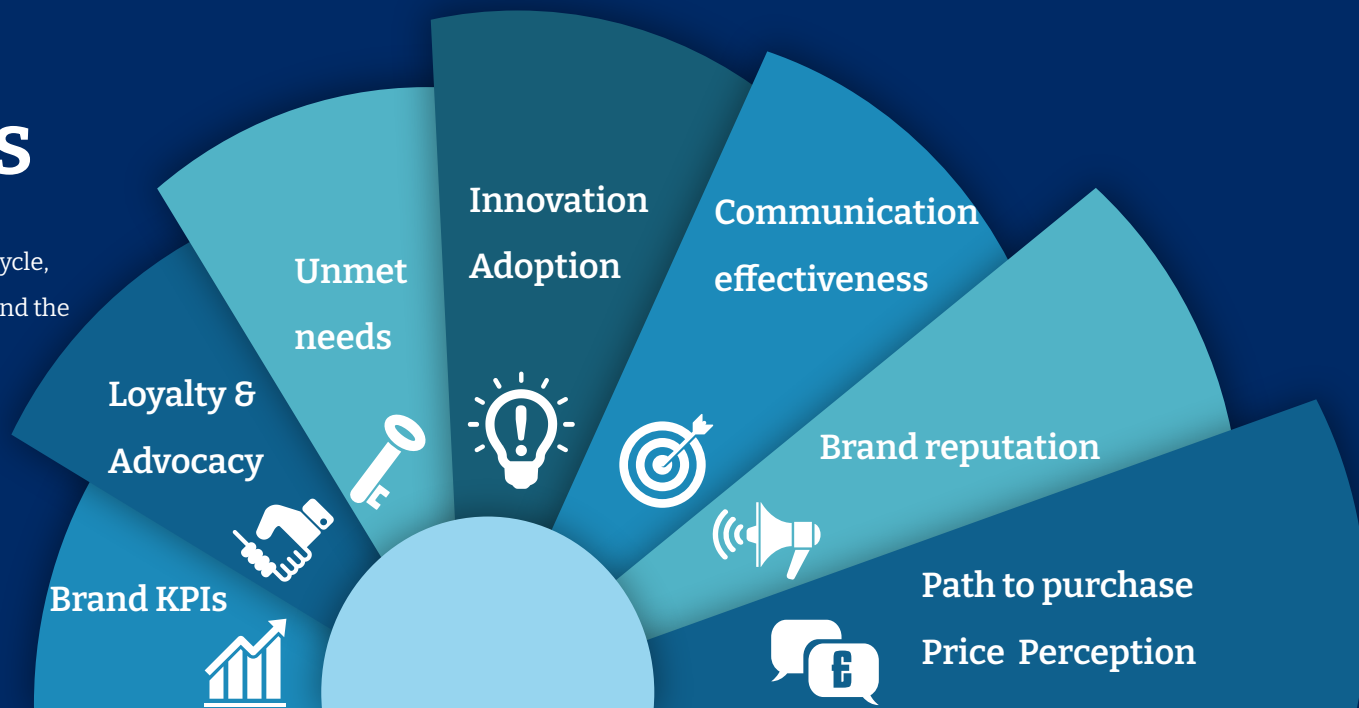 s
ycle,
nd the
Innovation
Adoption
Communication
effectiveness
Unmet
needs
Loyalty &
Advocacy
Brand reputation
Brand KPIs
Path to purchase
Price Perception
£